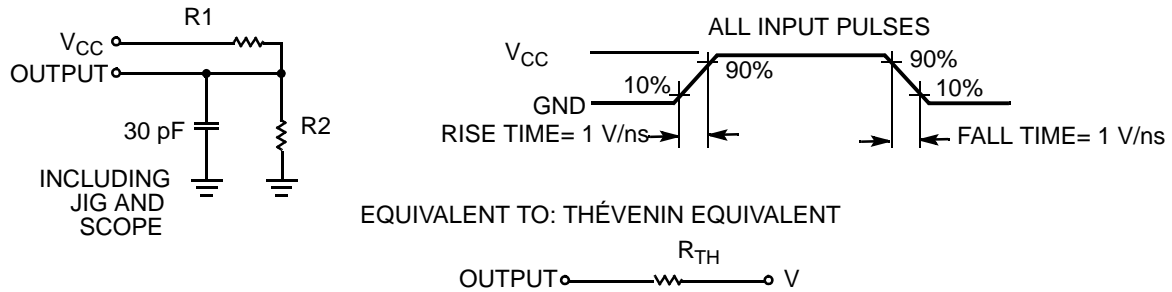 R1
VCC
OUTPUT
30 pF
R2
INCLUDING
JIG AND
SCOPE
ALL INPUT PULSES
VCC
GND
10%
90%
90%
10%
RISE TIME= 1 V/ns
FALL TIME= 1 V/ns
EQUIVALENT TO: THÉVENIN EQUIVALENT
RTH
OUTPUT
V